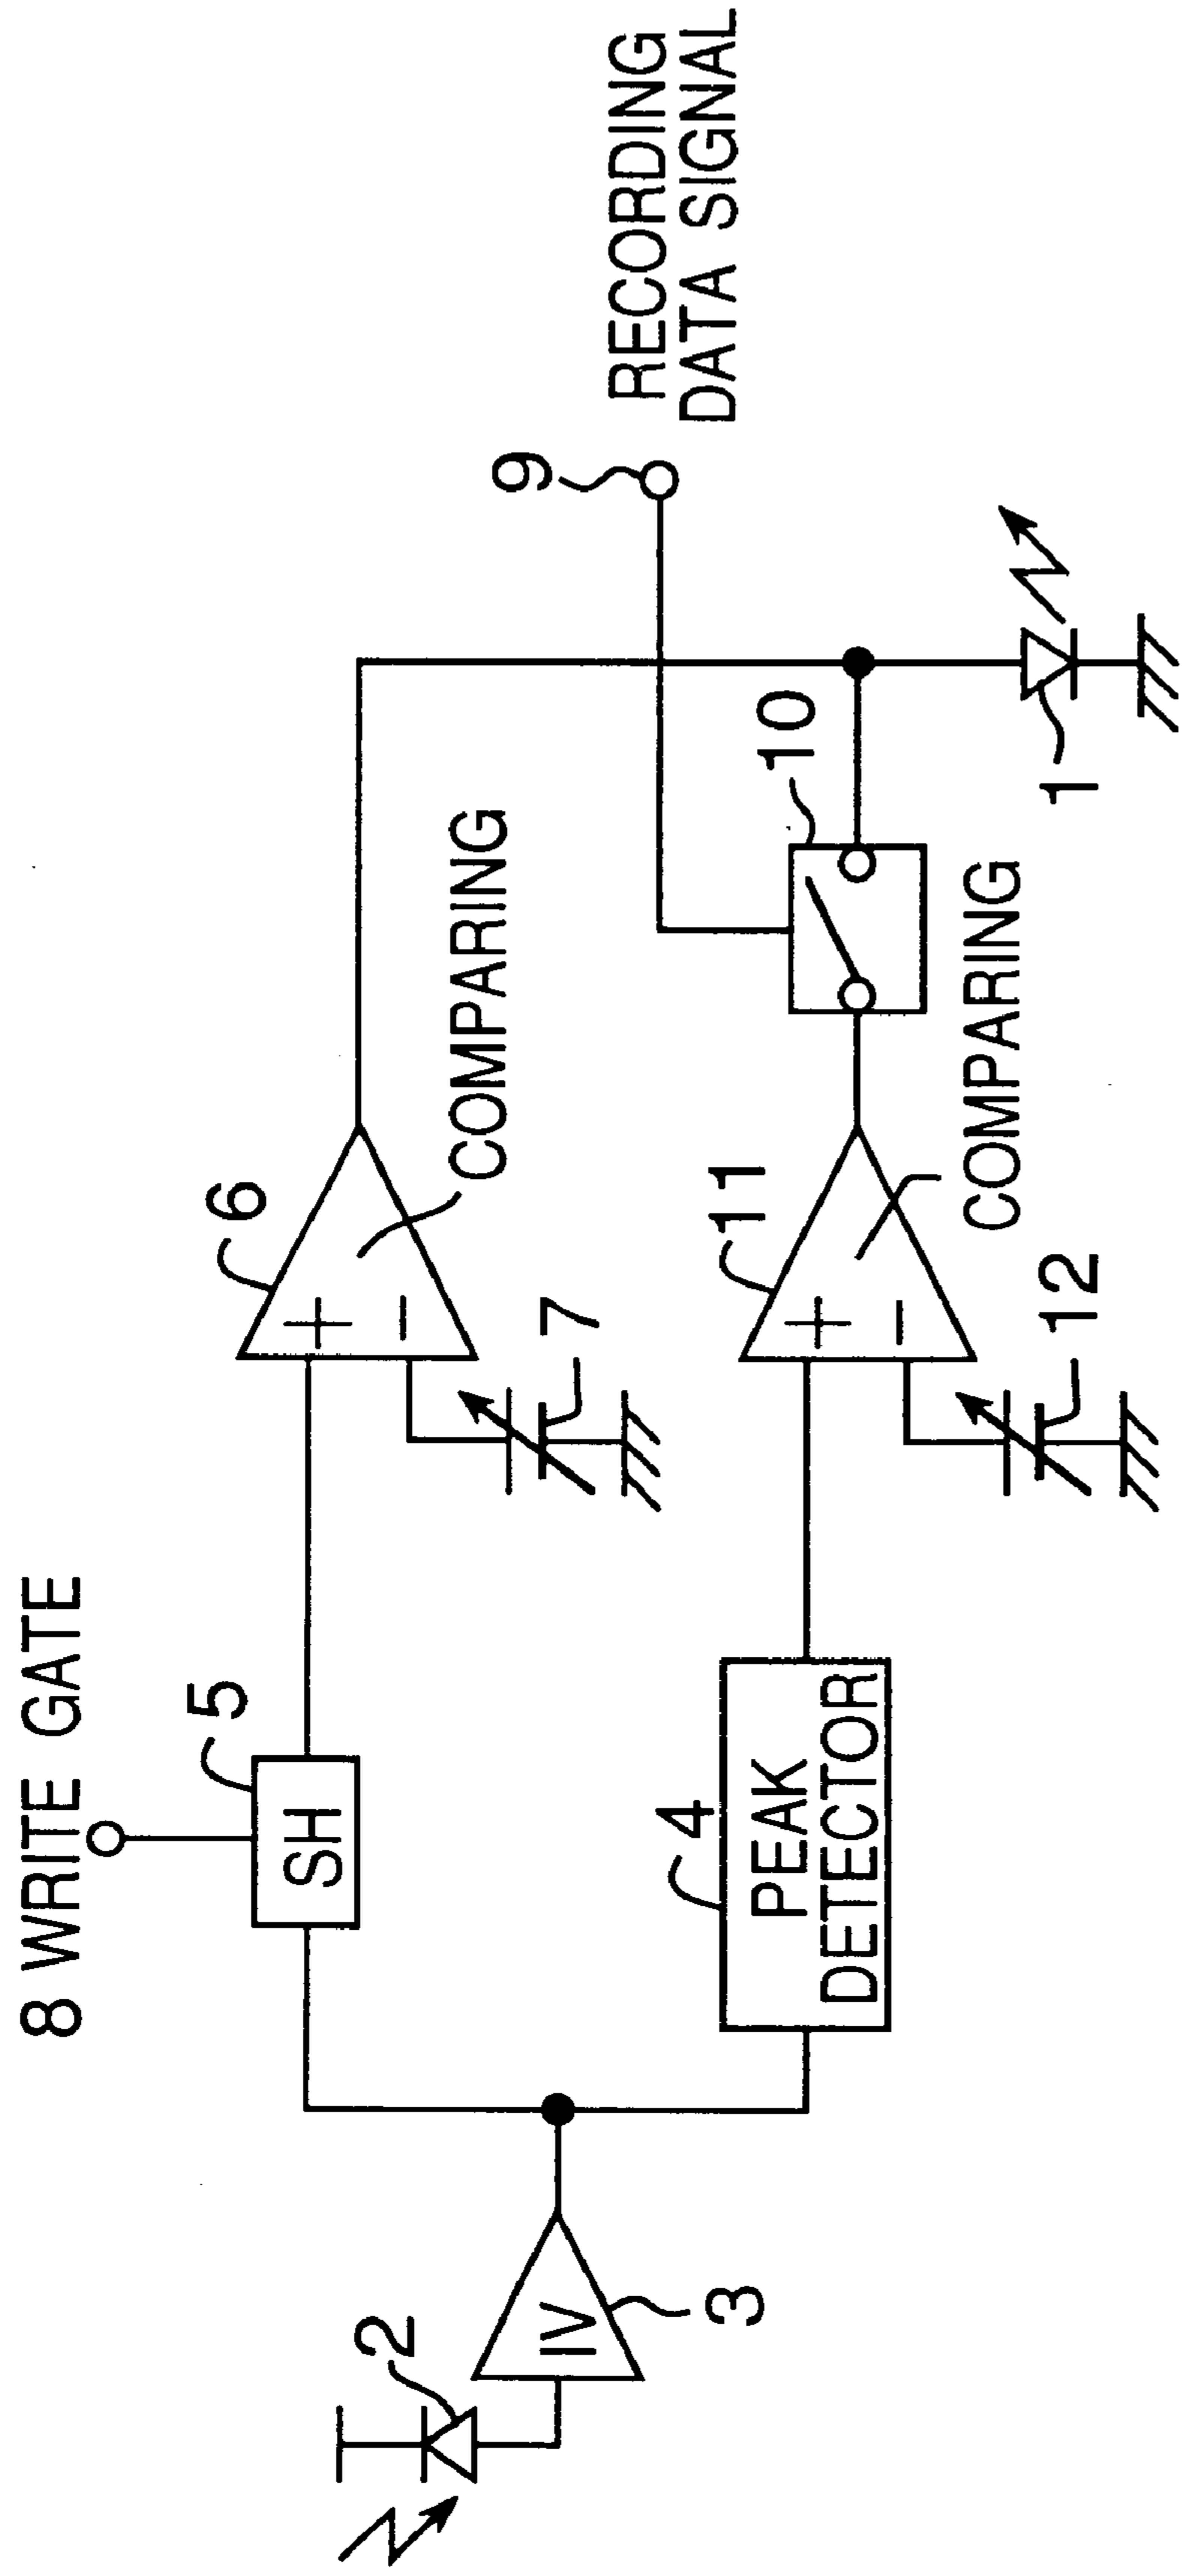 8 WRITE GATE
5
SH
6
+
−
COMPARING
7
9
RECORDING
DATA SIGNAL
2
IV
3
4
PEAK
DETECTOR
11
+
−
COMPARING
12
10
1